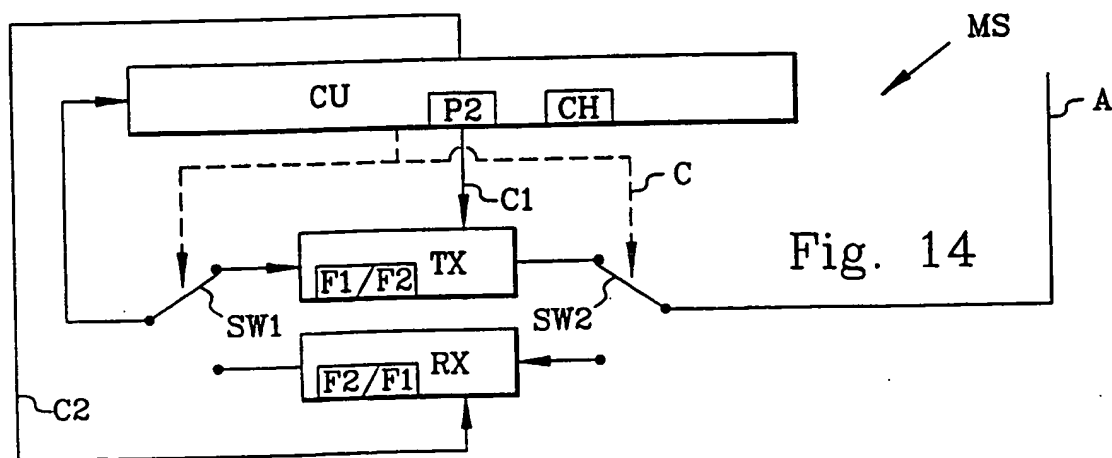 MS
CU
P2
CH
A
C1
C
F1/F2
TX
Fig. 14
SW1
SW2
F2/F1
RX
C2